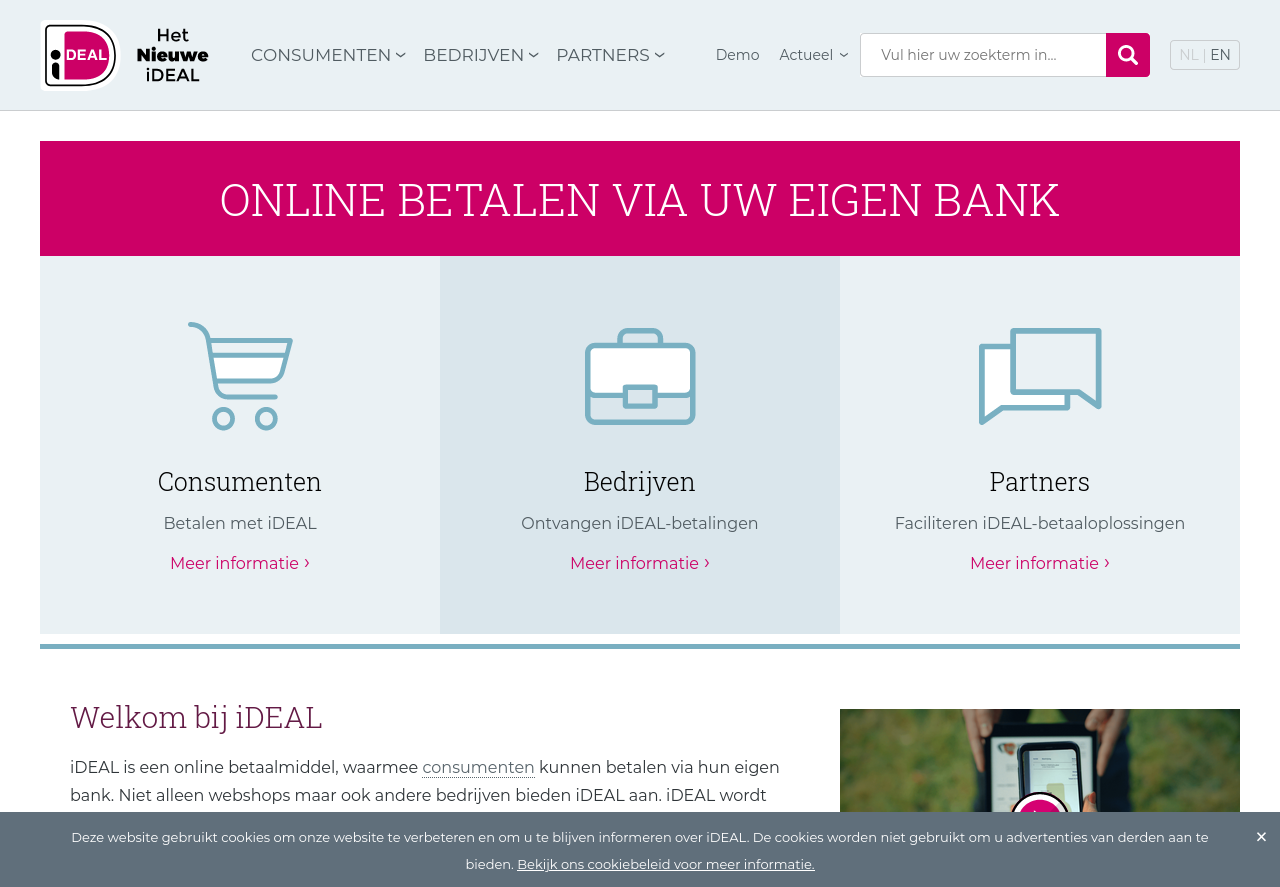 iDEAL
Het
Nieuwe
iDEAL
CONSUMENTEN
BEDRIJVEN
PARTNERS
Demo
Actueel
Vul hier uw zoekterm in...
NL | EN
ONLINE BETALEN VIA UW EIGEN BANK
Consumenten
Betalen met iDEAL
Meer informatie ›
Bedrijven
Ontvangen iDEAL-betalingen
Meer informatie ›
Partners
Faciliteren iDEAL-betaaloplossingen
Meer informatie ›
Welkom bij iDEAL
iDEAL is een online betaalmiddel, waarmee consumenten kunnen betalen via hun eigen
bank. Niet alleen webshops maar ook andere bedrijven bieden iDEAL aan. iDEAL wordt
Deze website gebruikt cookies om onze website te verbeteren en om u te blijven informeren over iDEAL. De cookies worden niet gebruikt om u advertenties van derden aan te
bieden. Bekijk ons cookiebeleid voor meer informatie.
×